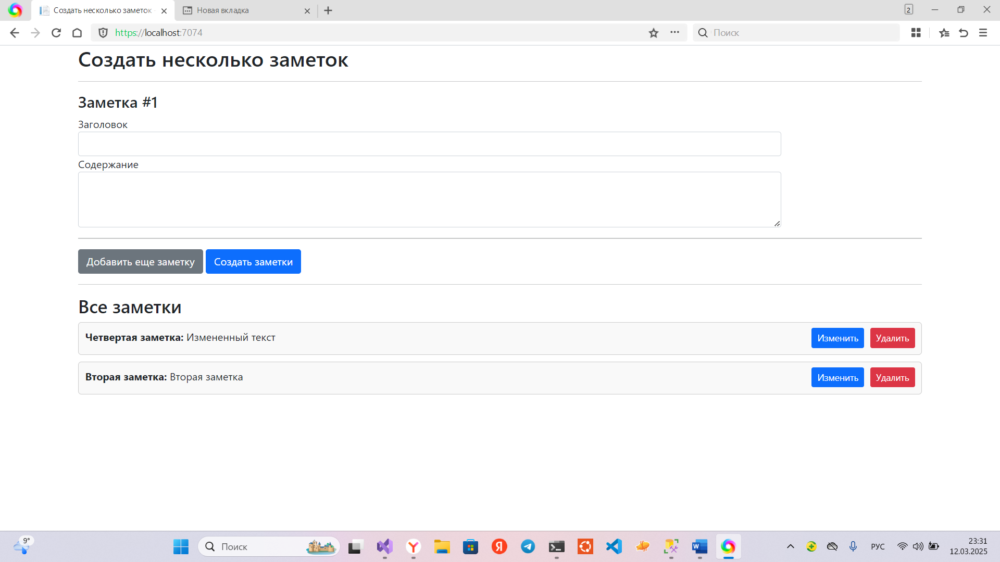 Создать несколько заметок -
Новая вкладка
2
https://localhost:7074
Поиск
Создать несколько заметок
Заметка #1
Заголовок
Содержание
Добавить еще заметку
Создать заметки
Все заметки
Четвертая заметка: Измененный текст
Изменить
Удалить
Вторая заметка: Вторая заметка
Изменить
Удалить
9°
Поиск
РУС
23:31
12.03.2025